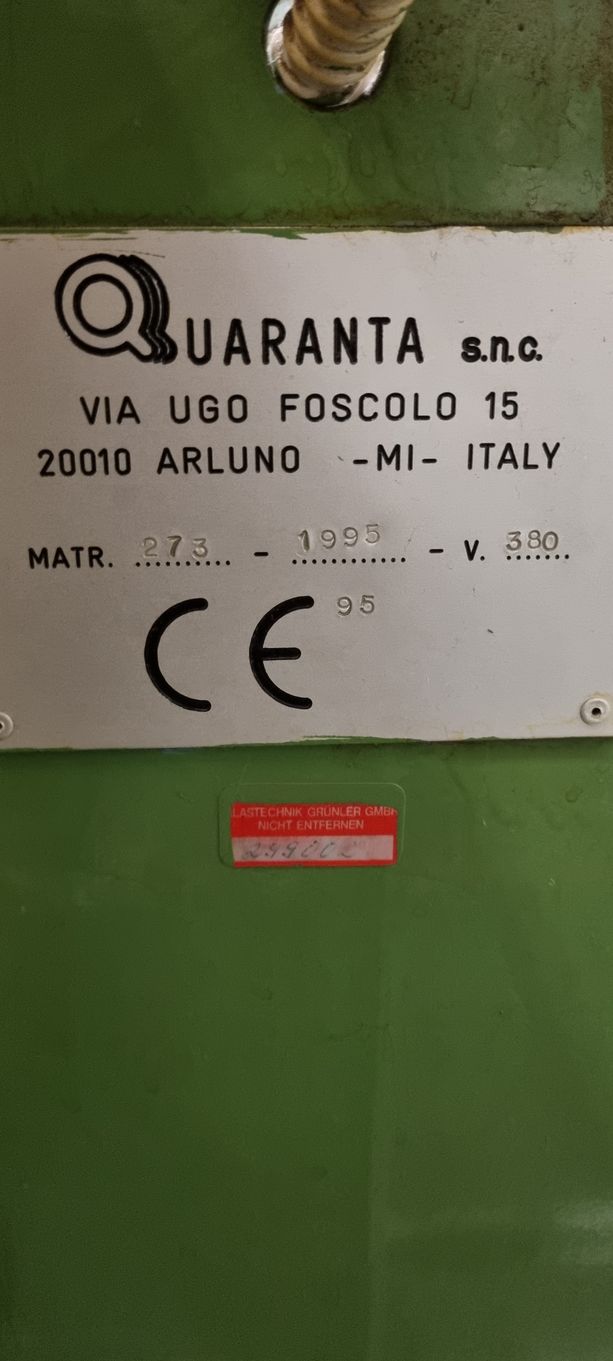 QUARANTA s.n.c.
VIA UGO FOSCOLO 15
20010 ARLUNO -MI- ITALY
MATR. 273 - 1995 - V. 380
CE 95
LASTECHNIK GRÜNLER GMBH
NICHT ENTFERNEN